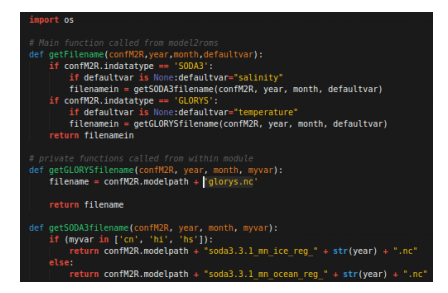 import os
# Main function called from model2roms
def getFilename(confM2R,year,month,defaultvar):
    if confM2R.indatatype == 'SODA3':
        if defaultvar is None:defaultvar="salinity"
        filenamein = getSODA3filename(confM2R, year, month, defaultvar)
    if confM2R.indatatype == 'GLORYS':
        if defaultvar is None:defaultvar="temperature"
        filenamein = getGLORYSfilename(confM2R, year, month, defaultvar)
    return filenamein
# private functions called from within module
def getGLORYSfilename(confM2R, year, month, myvar):
    filename = confM2R.modelpath + 'glorys.nc'
    return filename
def getSODA3filename(confM2R, year, month, myvar):
    if (myvar in ['cn', 'hi', 'hs']):
        return confM2R.modelpath + "soda3.3.1_mn_ice_reg_" + str(year) + ".nc"
    else:
        return confM2R.modelpath + "soda3.3.1_mn_ocean_reg_" + str(year) + ".nc"